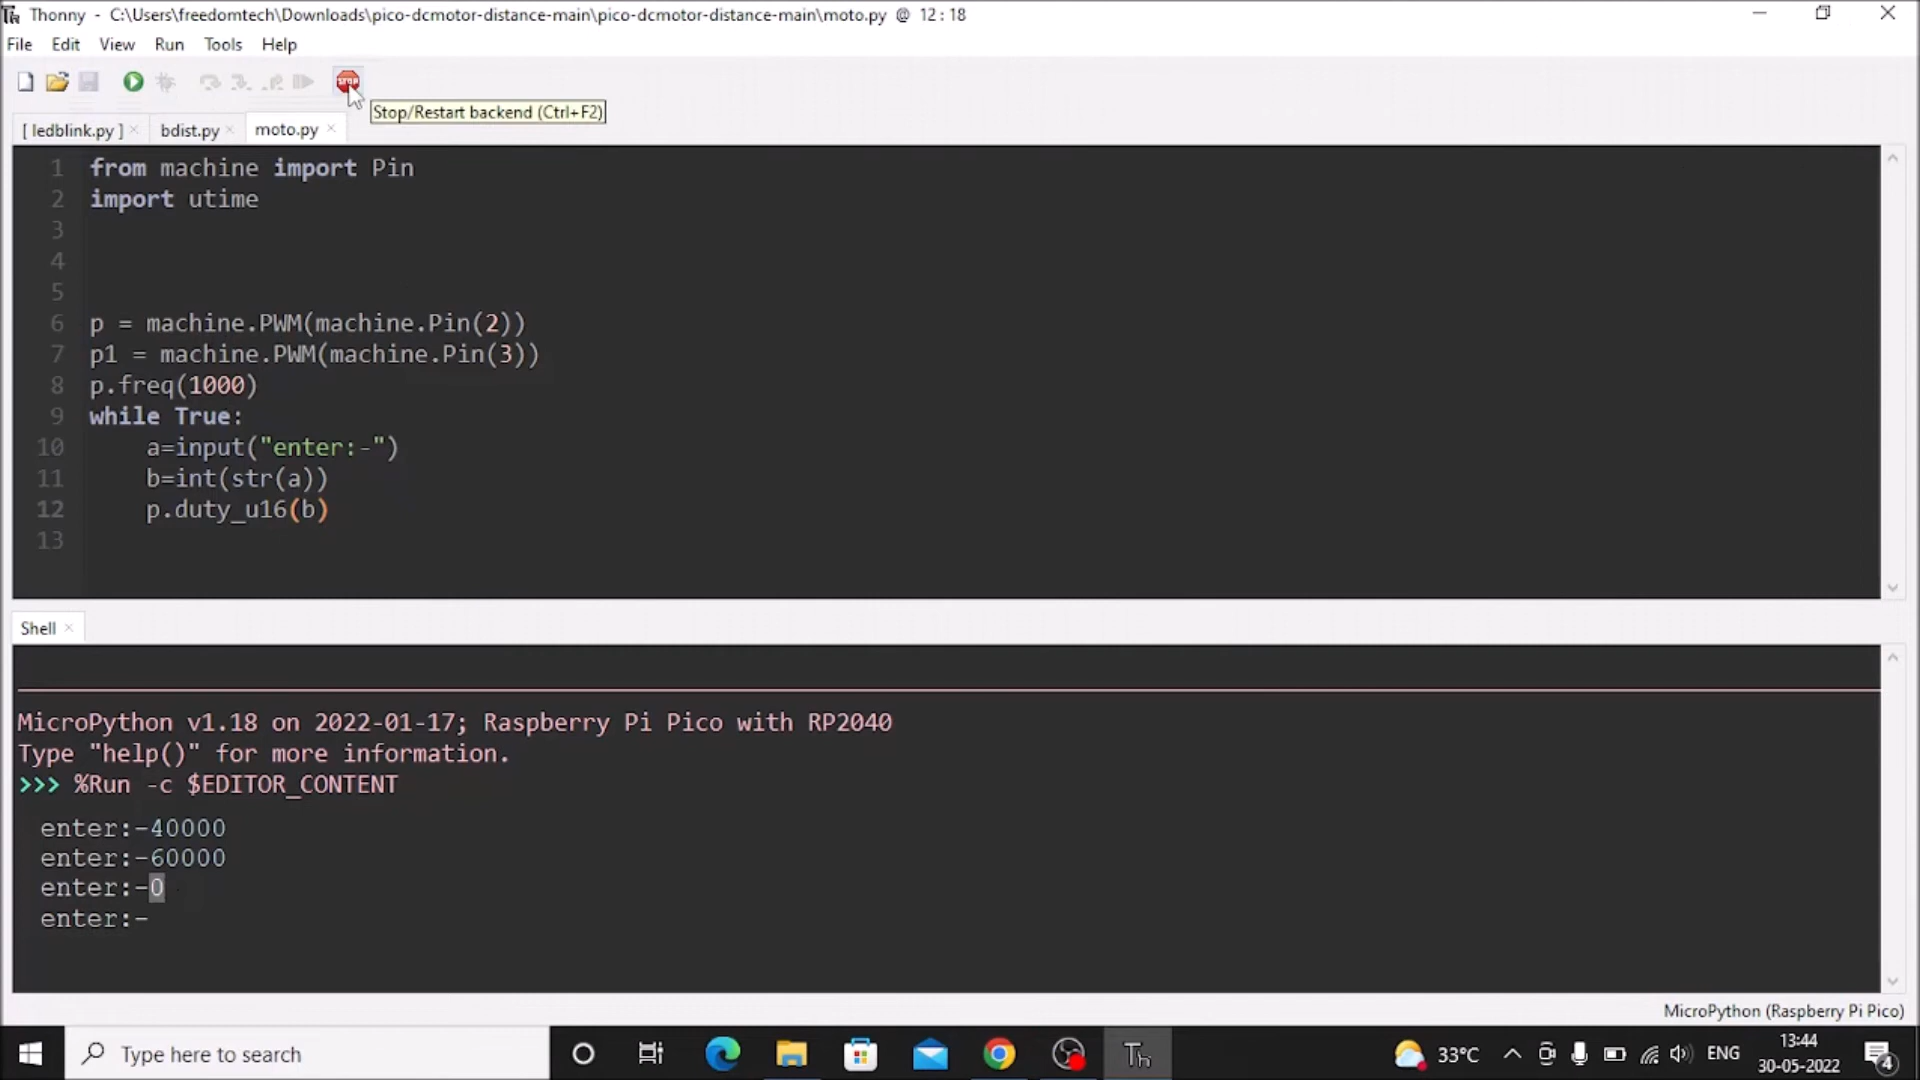 Thonny - C:\Users\freedomtech\Downloads\pico-dcmotor-distance-main\pico-dcmotor-distance-main\moto.py @ 12:18
File Edit View Run Tools Help
STOP
Stop/Restart backend (Ctrl+F2)
[ ledblink.py ] × bdist.py × moto.py ×
1 from machine import Pin
2 import utime
3
4
5
6 p = machine.PWM(machine.Pin(2))
7 p1 = machine.PWM(machine.Pin(3))
8 p.freq(1000)
9 while True:
10     a=input("enter:-")
11     b=int(str(a))
12     p.duty_u16(b)
13
Shell ×
MicroPython v1.18 on 2022-01-17; Raspberry Pi Pico with RP2040
Type "help()" for more information.
>>> %Run -c $EDITOR_CONTENT
enter:-40000
enter:-60000
enter:-0
enter:-
MicroPython (Raspberry Pi Pico)
Type here to search
Th
33°C ENG 13:44
30-05-2022
4